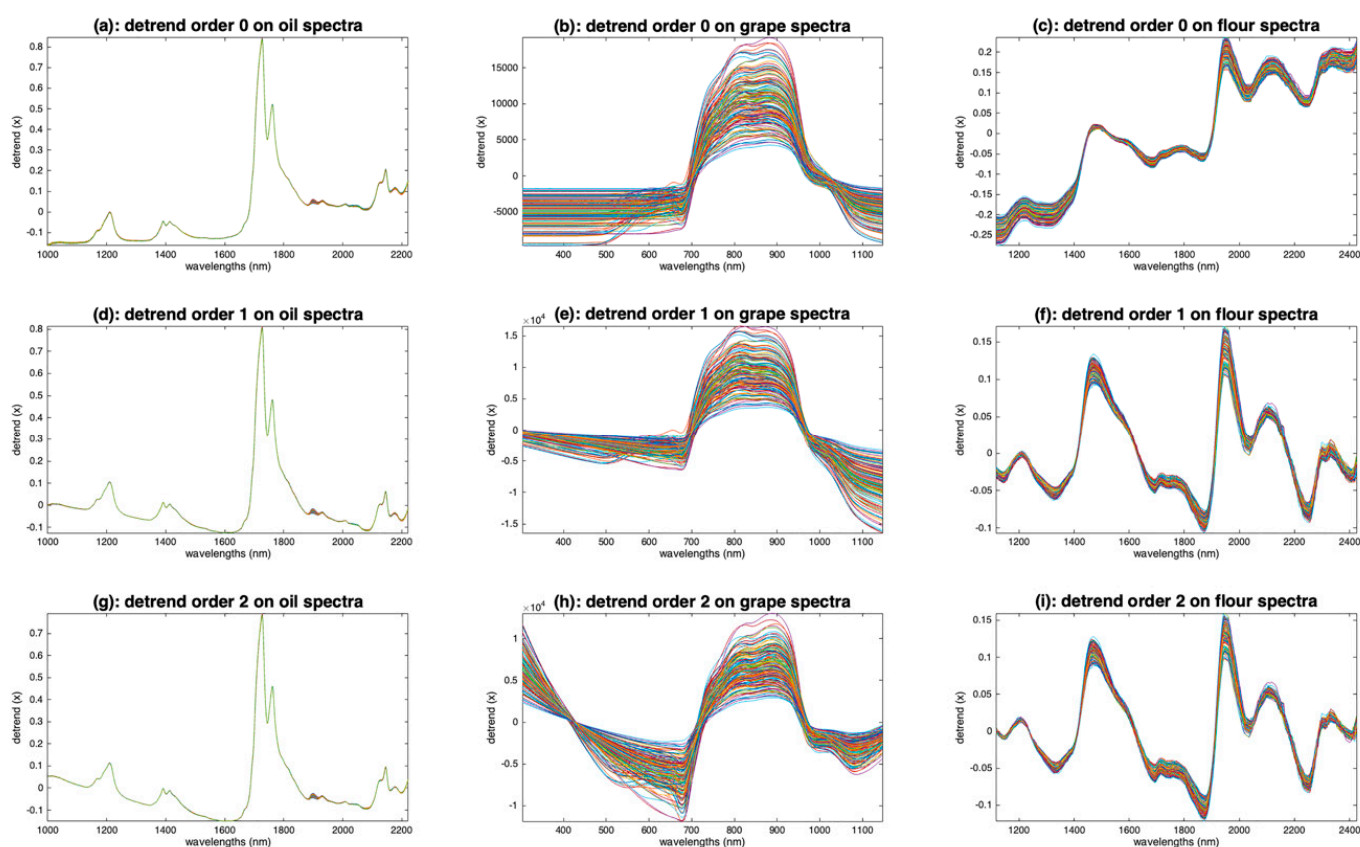 (a): detrend order 0 on oil spectra
detrend (x)
0.8
0.7
0.6
0.5
0.4
0.3
0.2
0.1
0
-0.1
1000 1200 1400 1600 1800 2000 2200
wavelengths (nm)
(b): detrend order 0 on grape spectra
detrend (x)
15000
10000
5000
0
-5000
400 500 600 700 800 900 1000 1100
wavelengths (nm)
(c): detrend order 0 on flour spectra
detrend (x)
0.2
0.15
0.1
0.05
0
-0.05
-0.1
-0.15
-0.2
-0.25
1200 1400 1600 1800 2000 2200 2400
wavelengths (nm)
(d): detrend order 1 on oil spectra
detrend (x)
0.8
0.7
0.6
0.5
0.4
0.3
0.2
0.1
0
-0.1
1000 1200 1400 1600 1800 2000 2200
wavelengths (nm)
(e): detrend order 1 on grape spectra
×10⁴
detrend (x)
1.5
1
0.5
0
-0.5
-1
-1.5
400 500 600 700 800 900 1000 1100
wavelengths (nm)
(f): detrend order 1 on flour spectra
detrend (x)
0.15
0.1
0.05
0
-0.05
-0.1
1200 1400 1600 1800 2000 2200 2400
wavelengths (nm)
(g): detrend order 2 on oil spectra
detrend (x)
0.7
0.6
0.5
0.4
0.3
0.2
0.1
0
-0.1
1000 1200 1400 1600 1800 2000 2200
wavelengths (nm)
(h): detrend order 2 on grape spectra
×10⁴
detrend (x)
1
0.5
0
-0.5
-1
400 500 600 700 800 900 1000 1100
wavelengths (nm)
(i): detrend order 2 on flour spectra
detrend (x)
0.15
0.1
0.05
0
-0.05
-0.1
1200 1400 1600 1800 2000 2200 2400
wavelengths (nm)